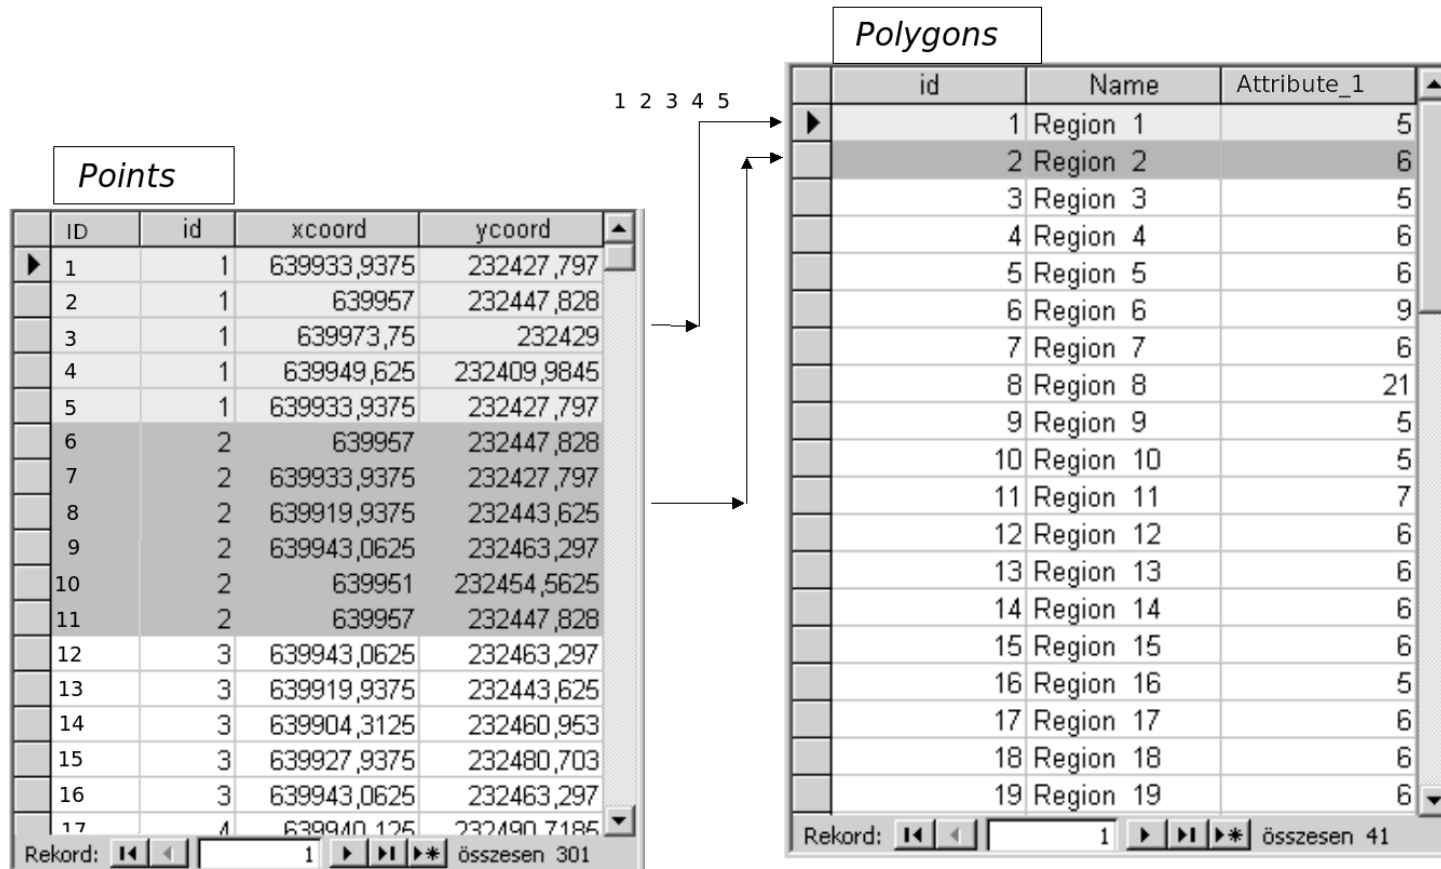 Polygons
id Name Attribute_1
1 2 3 4 5
1 Region 1 5
2 Region 2 6
3 Region 3 5
4 Region 4 6
5 Region 5 6
6 Region 6 9
7 Region 7 6
8 Region 8 21
9 Region 9 5
10 Region 10 5
11 Region 11 7
12 Region 12 6
13 Region 13 6
14 Region 14 6
15 Region 15 6
16 Region 16 5
17 Region 17 6
18 Region 18 6
19 Region 19 6
Rekord: 1 összesen 41
Points
ID id xcoord ycoord
1 1 639933,9375 232427,797
2 1 639957 232447,828
3 1 639973,75 232429
4 1 639949,625 232409,9845
5 1 639933,9375 232427,797
6 2 639957 232447,828
7 2 639933,9375 232427,797
8 2 639919,9375 232443,625
9 2 639943,0625 232463,297
10 2 639951 232454,5625
11 2 639957 232447,828
12 3 639943,0625 232463,297
13 3 639919,9375 232443,625
14 3 639904,3125 232460,953
15 3 639927,9375 232480,703
16 3 639943,0625 232463,297
17 4 639940,125 232490,7185
Rekord: 1 összesen 301